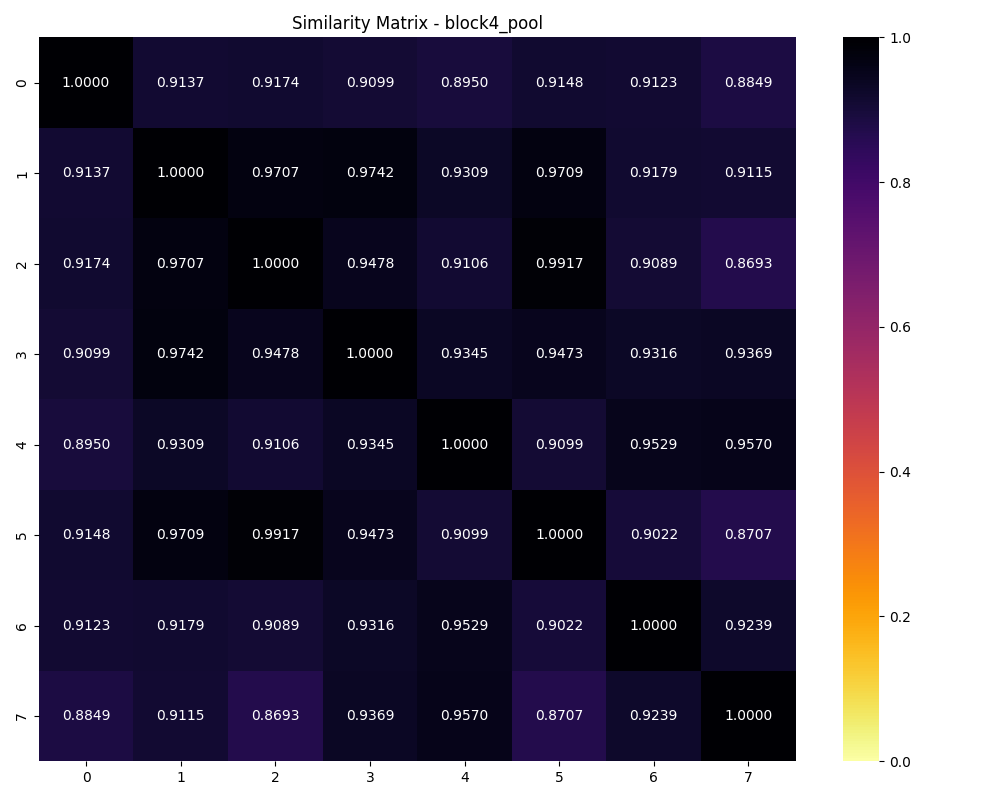 Similarity Matrix - block4_pool
0 1.0000 0.9137 0.9174 0.9099 0.8950 0.9148 0.9123 0.8849
1 0.9137 1.0000 0.9707 0.9742 0.9309 0.9709 0.9179 0.9115
2 0.9174 0.9707 1.0000 0.9478 0.9106 0.9917 0.9089 0.8693
3 0.9099 0.9742 0.9478 1.0000 0.9345 0.9473 0.9316 0.9369
4 0.8950 0.9309 0.9106 0.9345 1.0000 0.9099 0.9529 0.9570
5 0.9148 0.9709 0.9917 0.9473 0.9099 1.0000 0.9022 0.8707
6 0.9123 0.9179 0.9089 0.9316 0.9529 0.9022 1.0000 0.9239
7 0.8849 0.9115 0.8693 0.9369 0.9570 0.8707 0.9239 1.0000
0 1 2 3 4 5 6 7
1.0
0.8
0.6
0.4
0.2
0.0